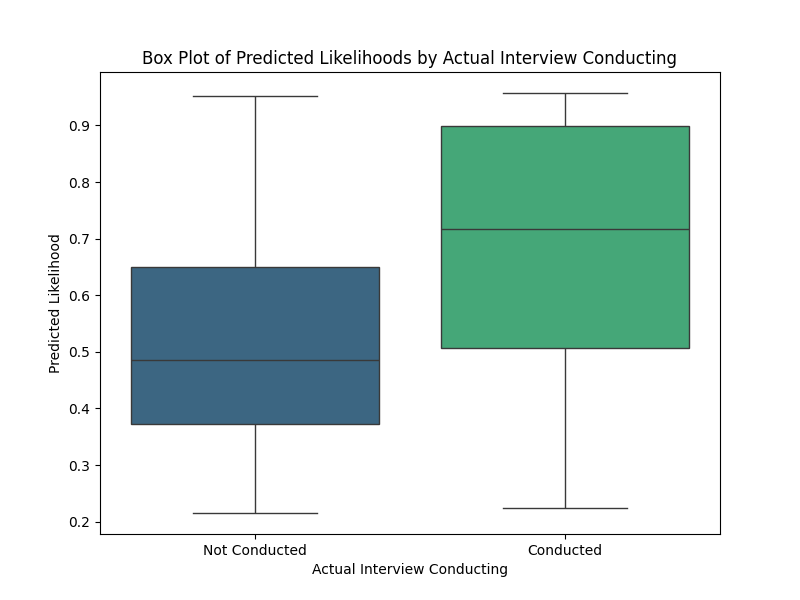 Box Plot of Predicted Likelihoods by Actual Interview Conducting
Predicted Likelihood
0.9
0.8
0.7
0.6
0.5
0.4
0.3
0.2
Not Conducted
Conducted
Actual Interview Conducting